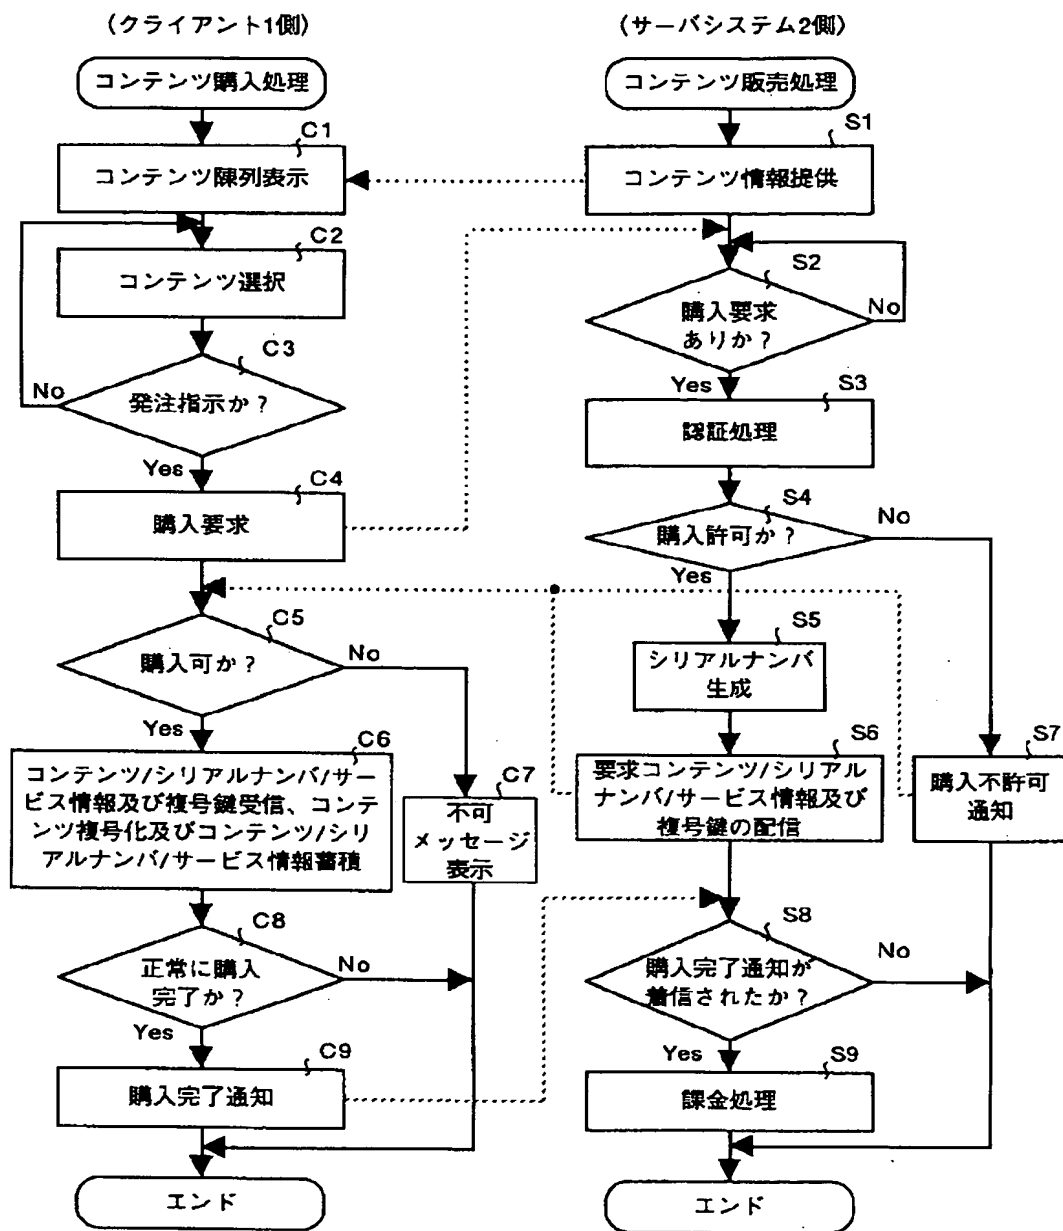 （クライアント1側）
コンテンツ購入処理
C1
コンテンツ陳列表示
C2
コンテンツ選択
C3
発注指示か？
No
Yes
C4
購入要求
C5
購入可か？
No
Yes
C6
コンテンツ/シリアルナンバ/サー
ビス情報及び複号鍵受信、コンテ
ンツ複号化及びコンテンツ/シリ
アルナンバ/サービス情報蓄積
C7
不可
メッセージ
表示
C8
正常に購入
完了か？
No
Yes
C9
購入完了通知
エンド
（サーバシステム2側）
コンテンツ販売処理
S1
コンテンツ情報提供
S2
購入要求
ありか？
No
Yes
S3
認証処理
S4
購入許可か？
No
Yes
S5
シリアルナンバ
生成
S6
要求コンテンツ/シリアル
ナンバ/サービス情報及び
複号鍵の配信
S7
購入不許可
通知
S8
購入完了通知が
着信されたか？
No
Yes
S9
課金処理
エンド